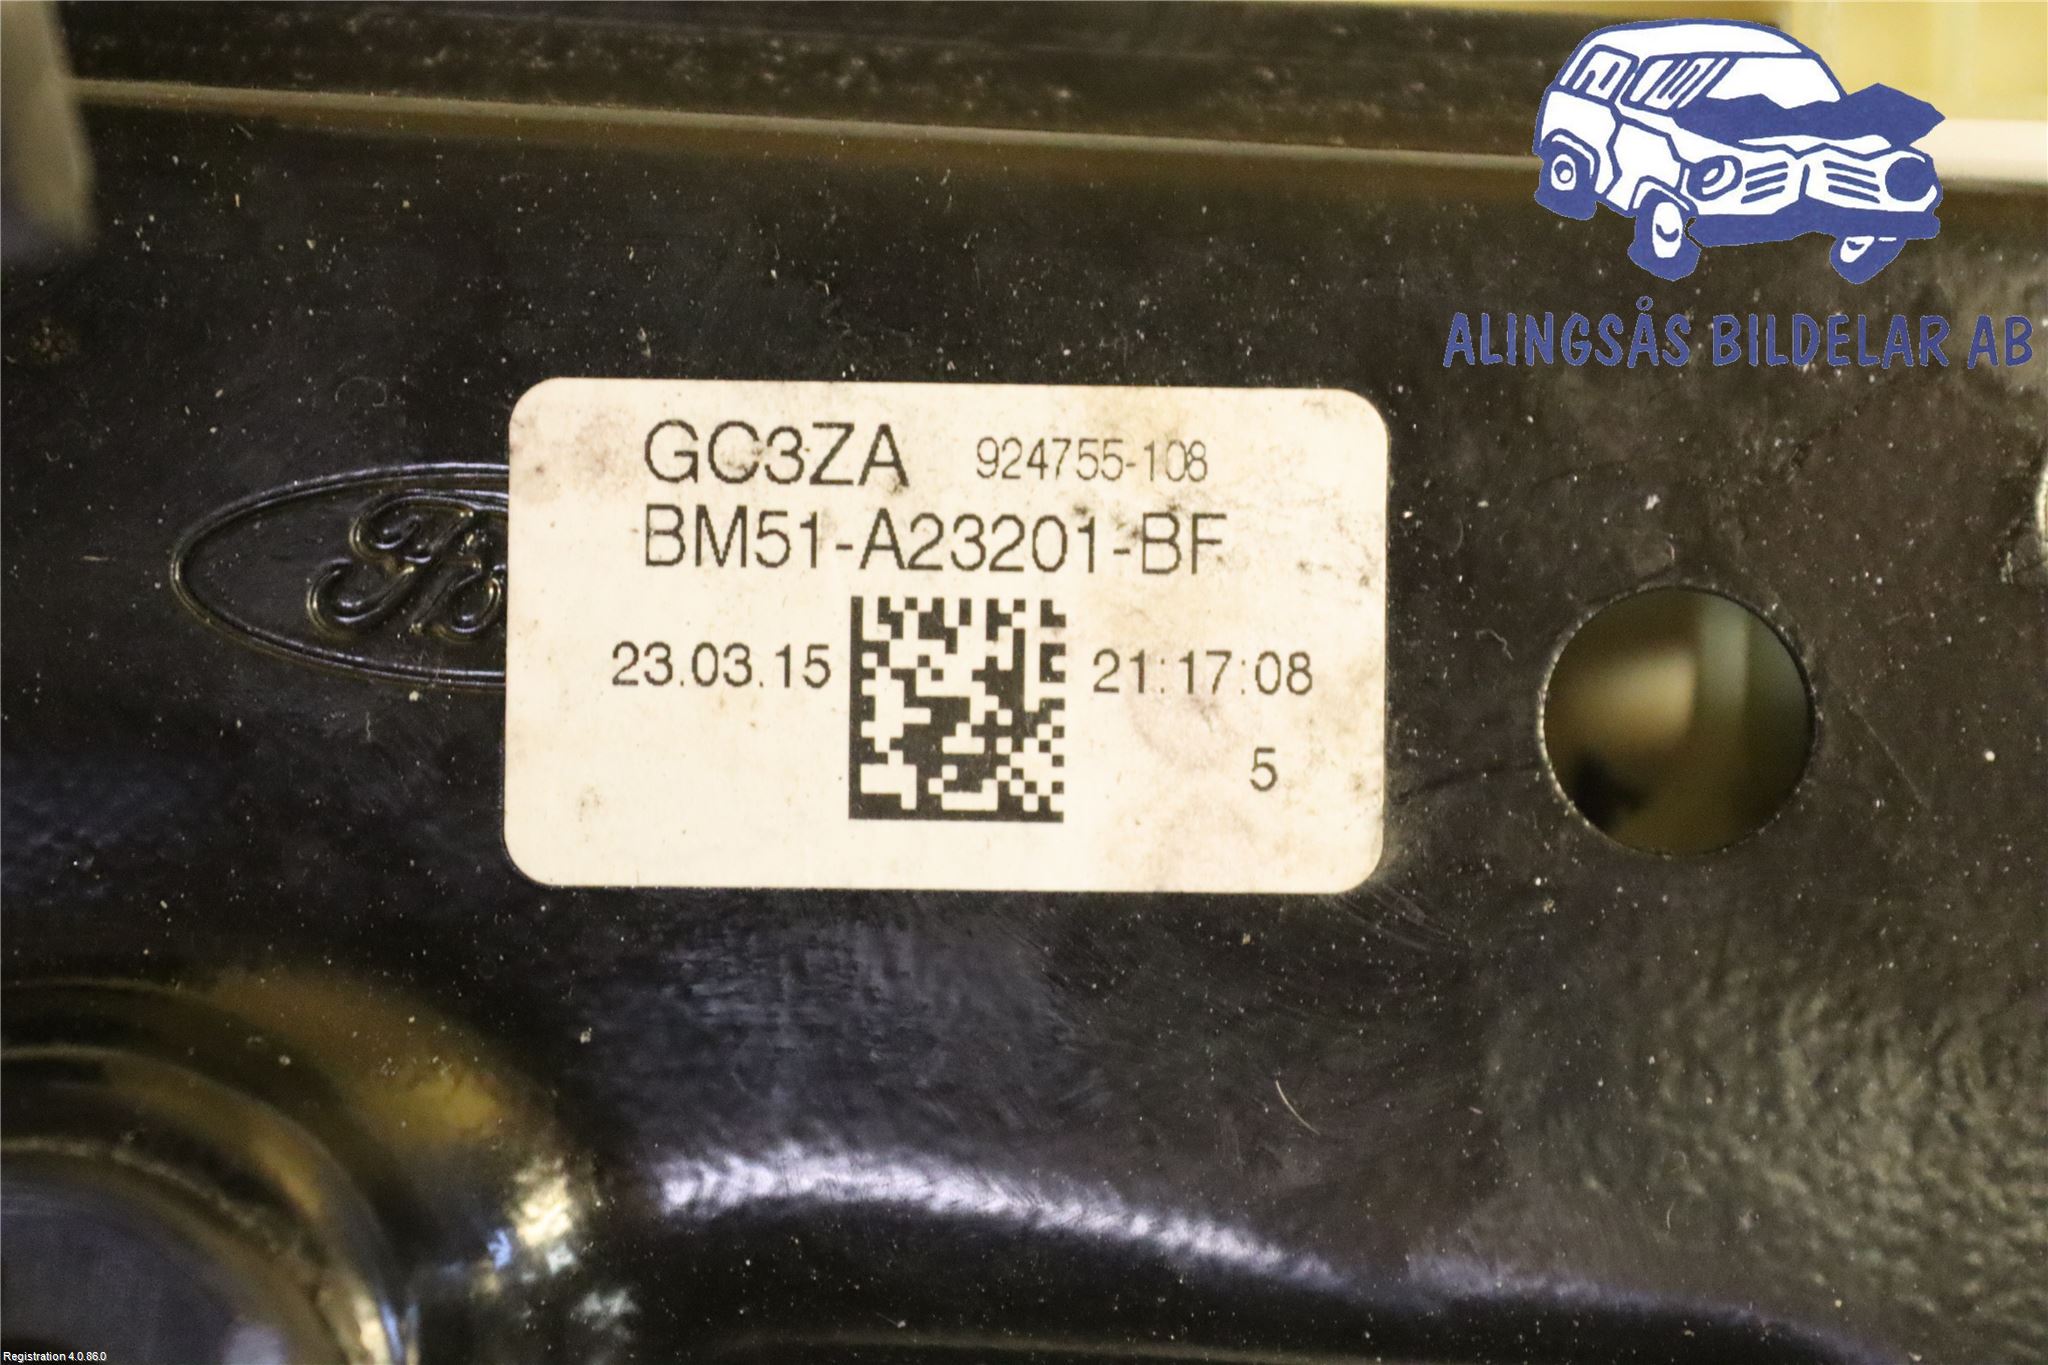 ALINGSÅS BILDELAR AB
GC3ZA 924755-108
BM51-A23201-BF
23.03.15 21:17:08
5
Registration 4.0.86.0